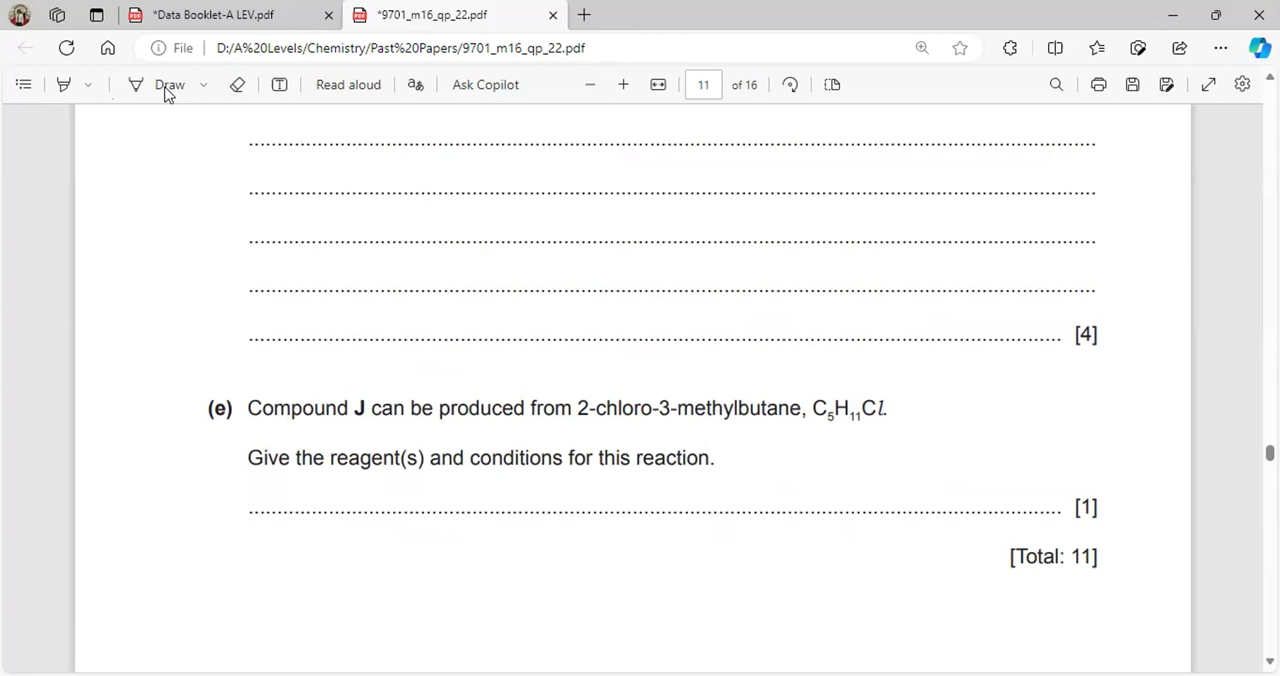 *Data Booklet-A LEV.pdf
*9701_m16_qp_22.pdf
File
D:/A%20Levels/Chemistry/Past%20Papers/9701_m16_qp_22.pdf
Draw
Read aloud
aあ
Ask Copilot
11
of 16
[4]
(e) Compound J can be produced from 2-chloro-3-methylbutane, C₅H₁₁Cl.
Give the reagent(s) and conditions for this reaction.
[1]
[Total: 11]